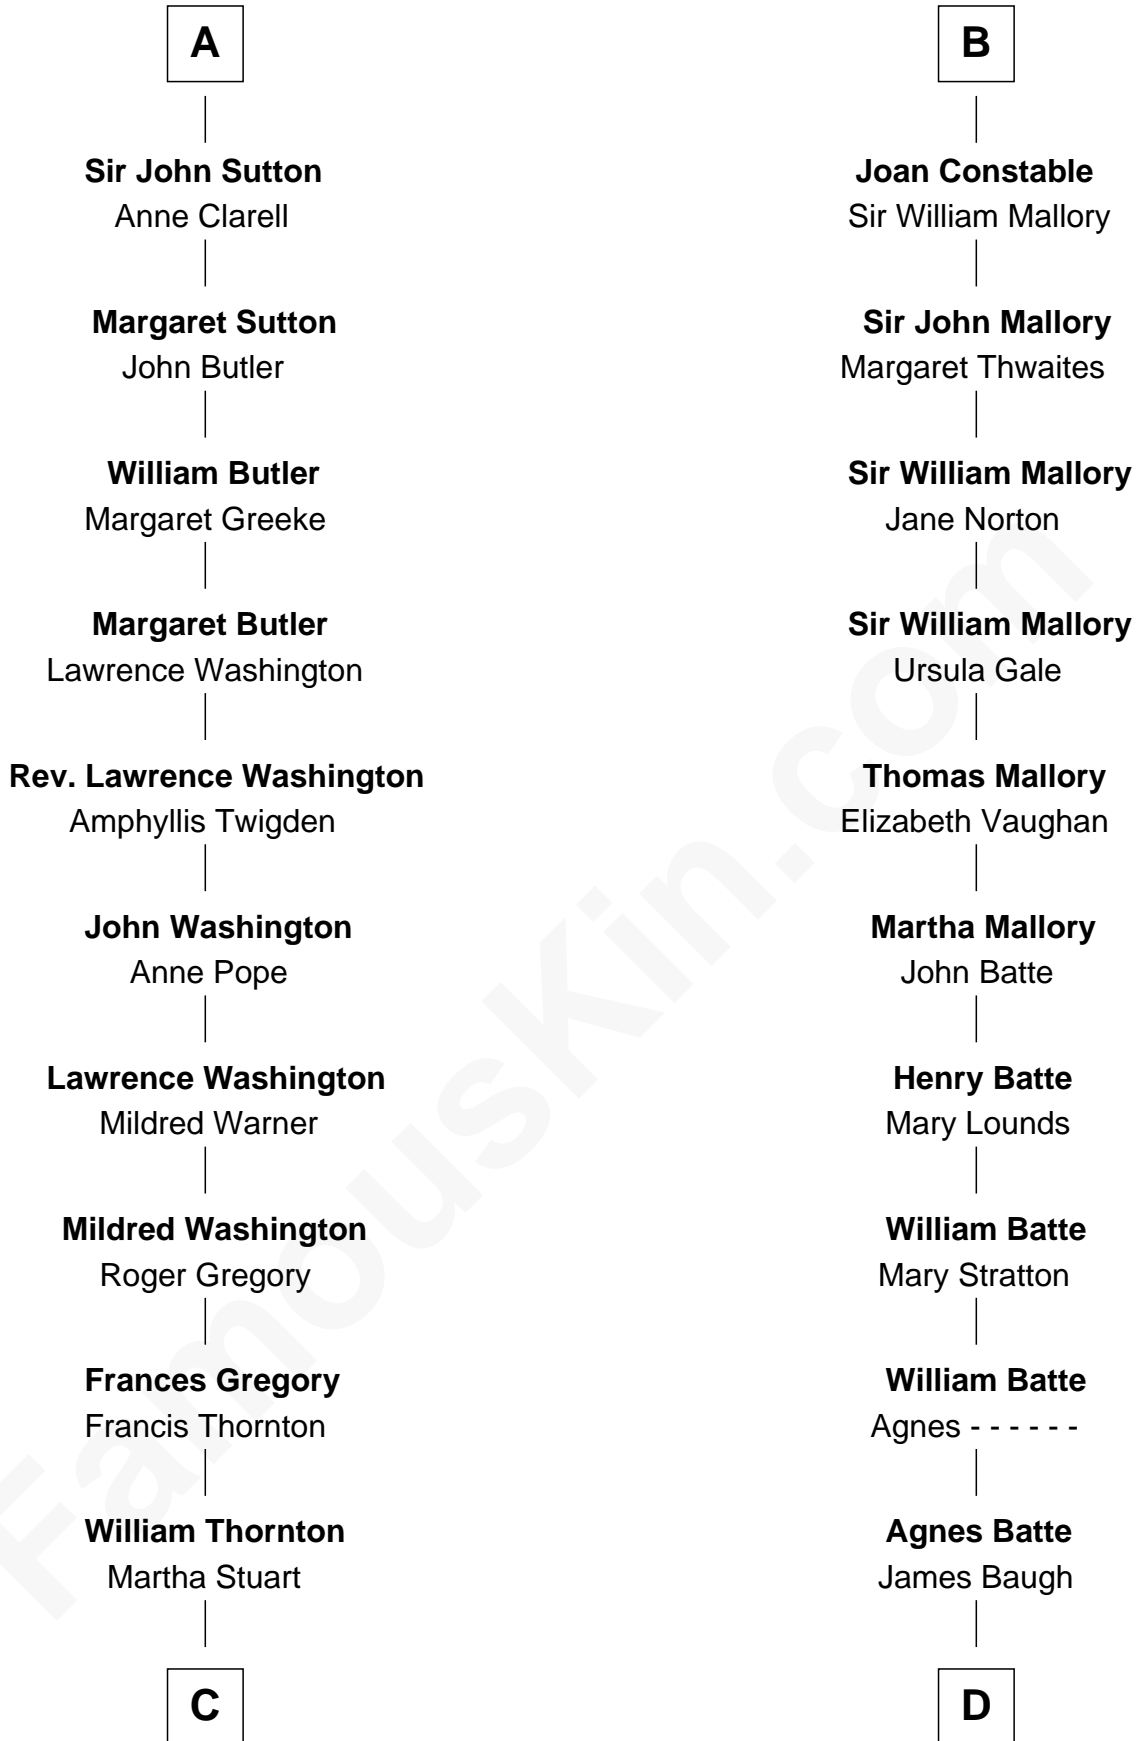 A
Sir John Sutton
Anne Clarell
Margaret Sutton
John Butler
William Butler
Margaret Greeke
Margaret Butler
Lawrence Washington
Rev. Lawrence Washington
Amphyllis Twigden
John Washington
Anne Pope
Lawrence Washington
Mildred Warner
Mildred Washington
Roger Gregory
Frances Gregory
Francis Thornton
William Thornton
Martha Stuart
C
B
Joan Constable
Sir William Mallory
Sir John Mallory
Margaret Thwaites
Sir William Mallory
Jane Norton
Sir William Mallory
Ursula Gale
Thomas Mallory
Elizabeth Vaughan
Martha Mallory
John Batte
Henry Batte
Mary Lounds
William Batte
Mary Stratton
William Batte
Agnes - - - - - -
Agnes Batte
James Baugh
D
FamousKin.com